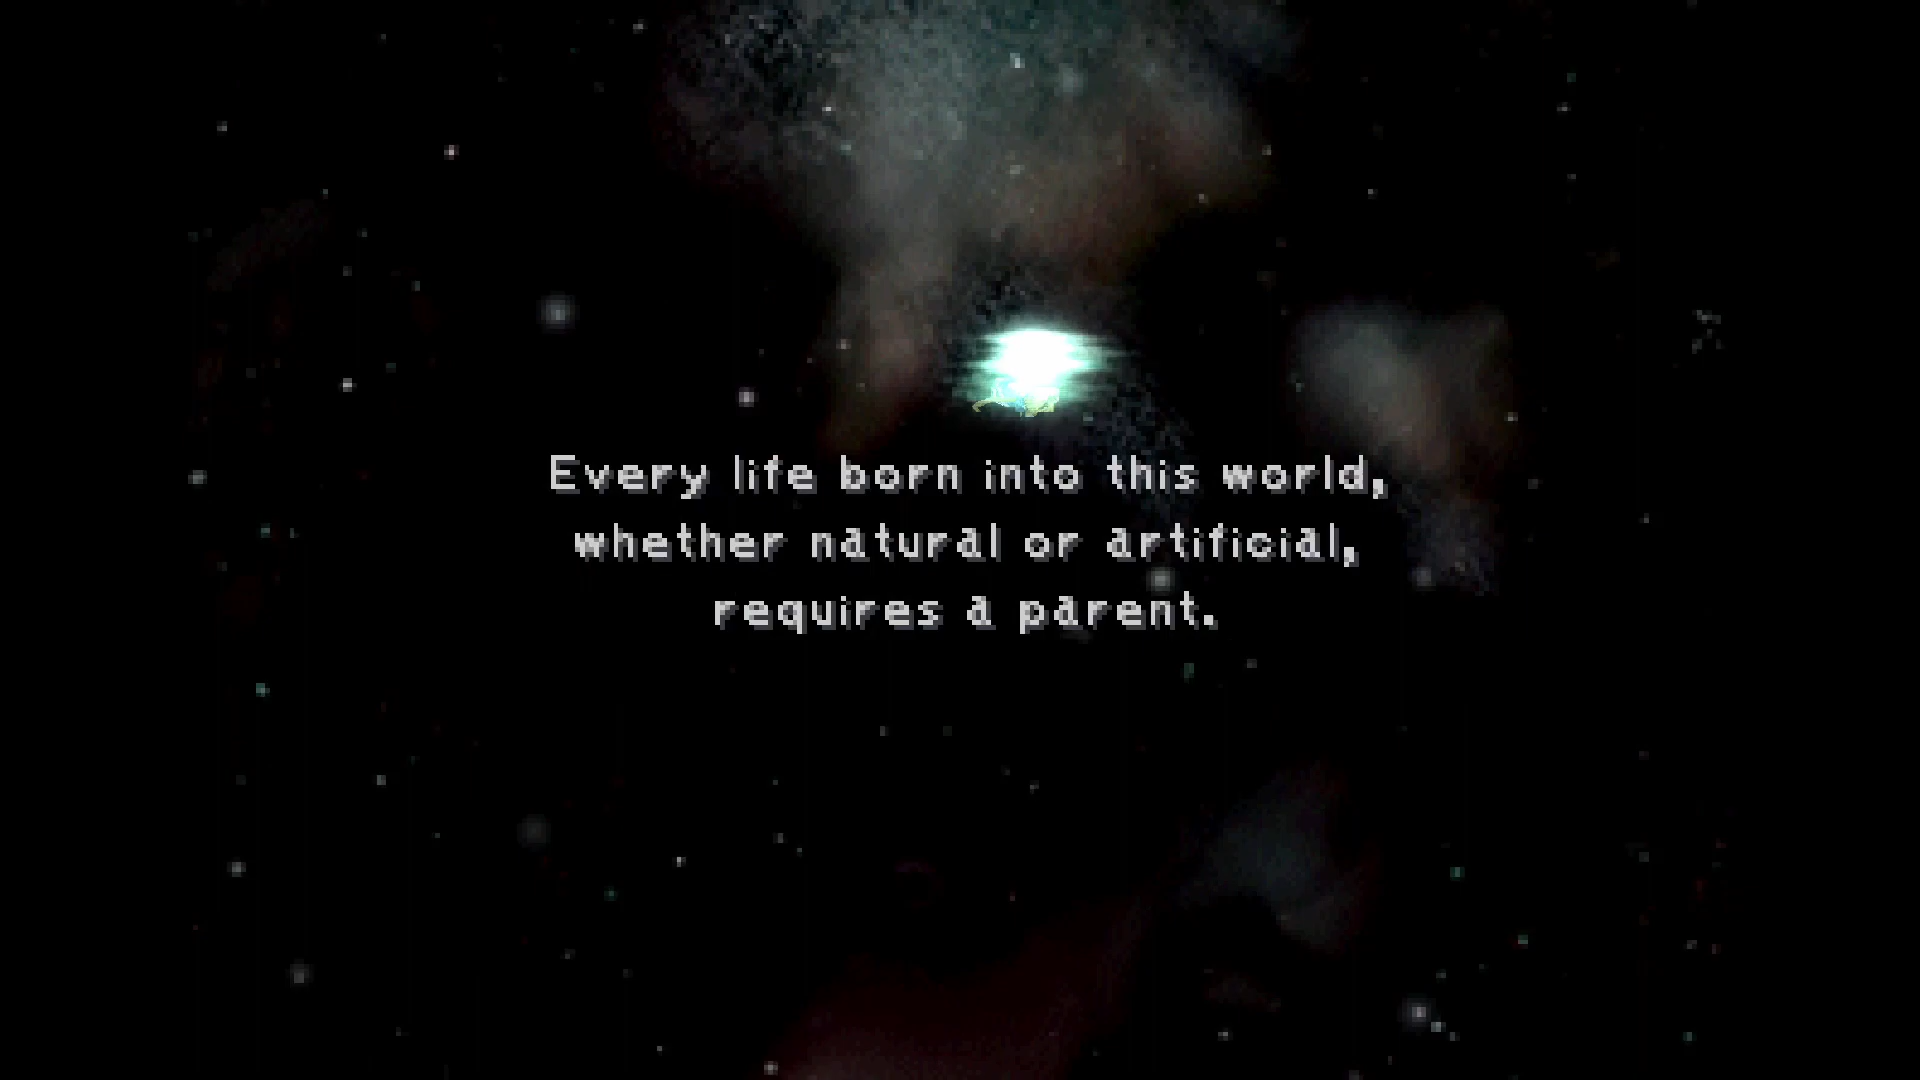 Every life born into this world,
whether natural or artificial,
requires a parent.